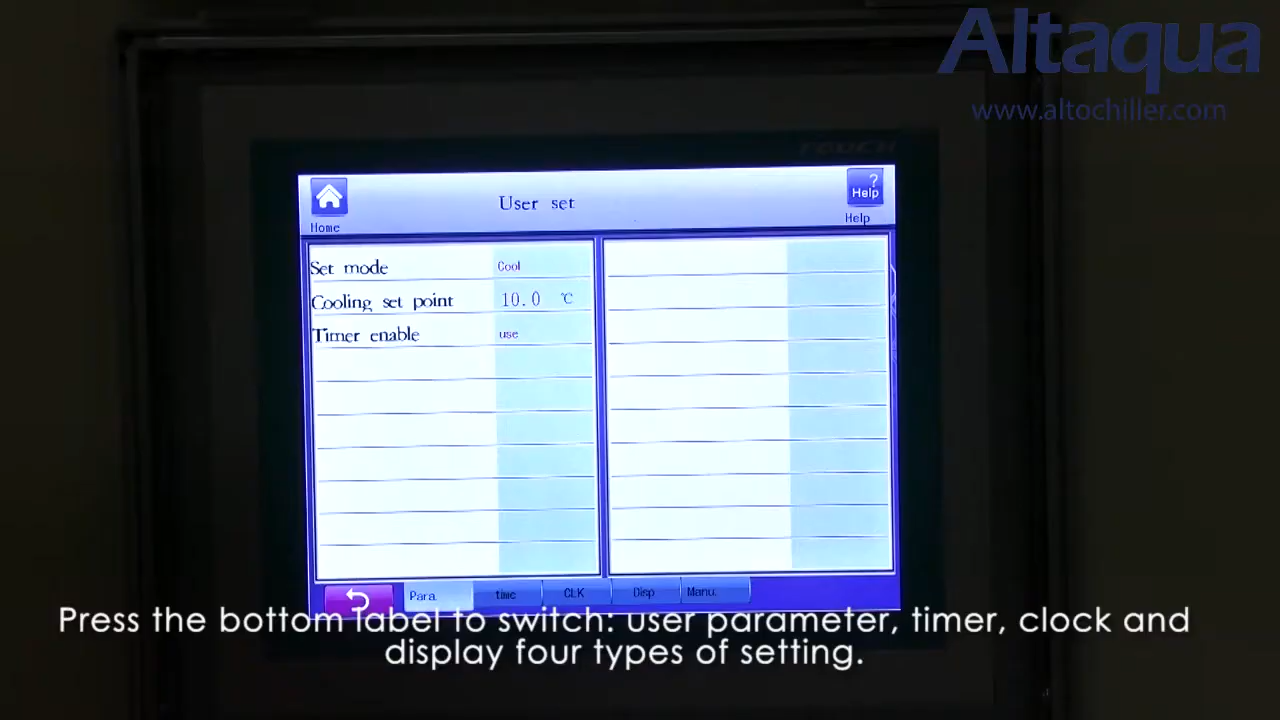 Altaqua
www.altochiller.com
TOUCH
? Help
Home
User set
Help
Set mode Cool
Cooling set point 10.0 ℃
Timer enable use
Para. time CLK Disp Manu.
Press the bottom label to switch: user parameter, timer, clock and
display four types of setting.